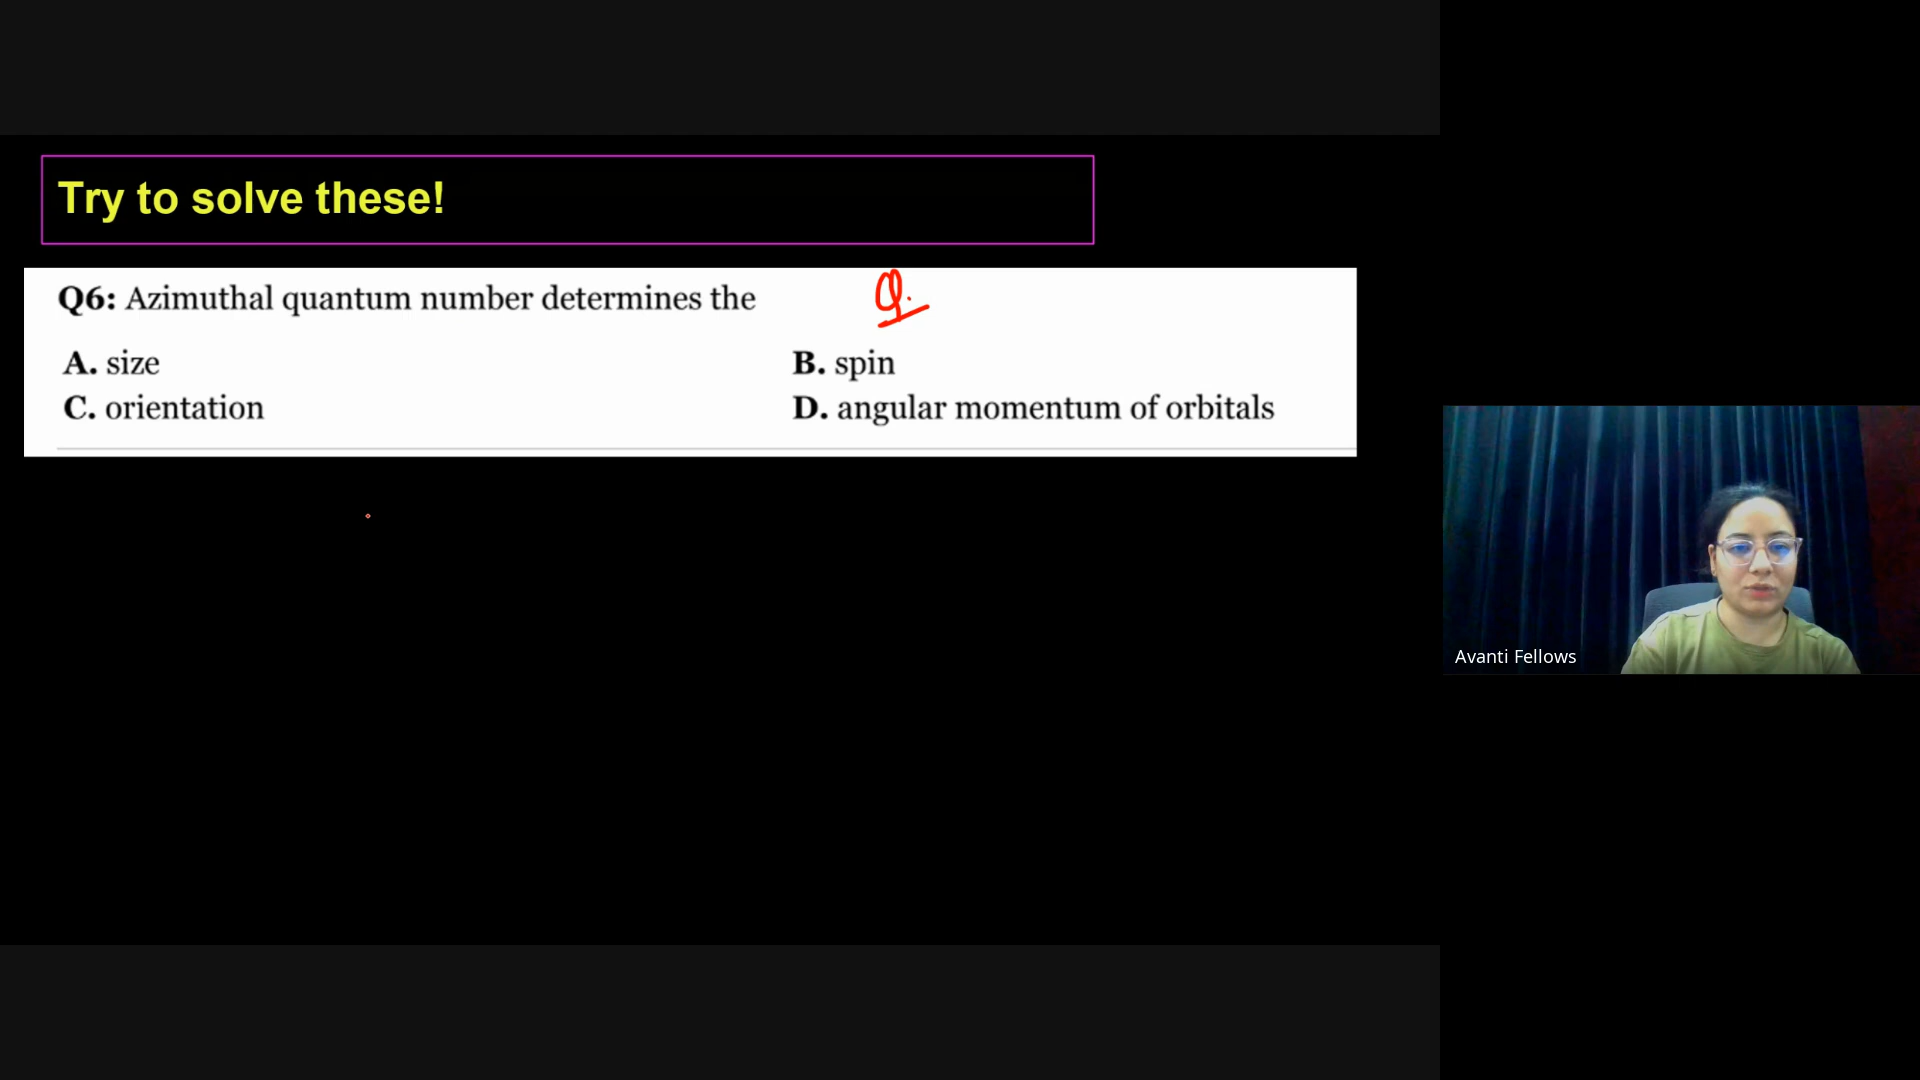 Try to solve these!
Q6: Azimuthal quantum number determines the
A. size
B. spin
C. orientation
D. angular momentum of orbitals
Avanti Fellows